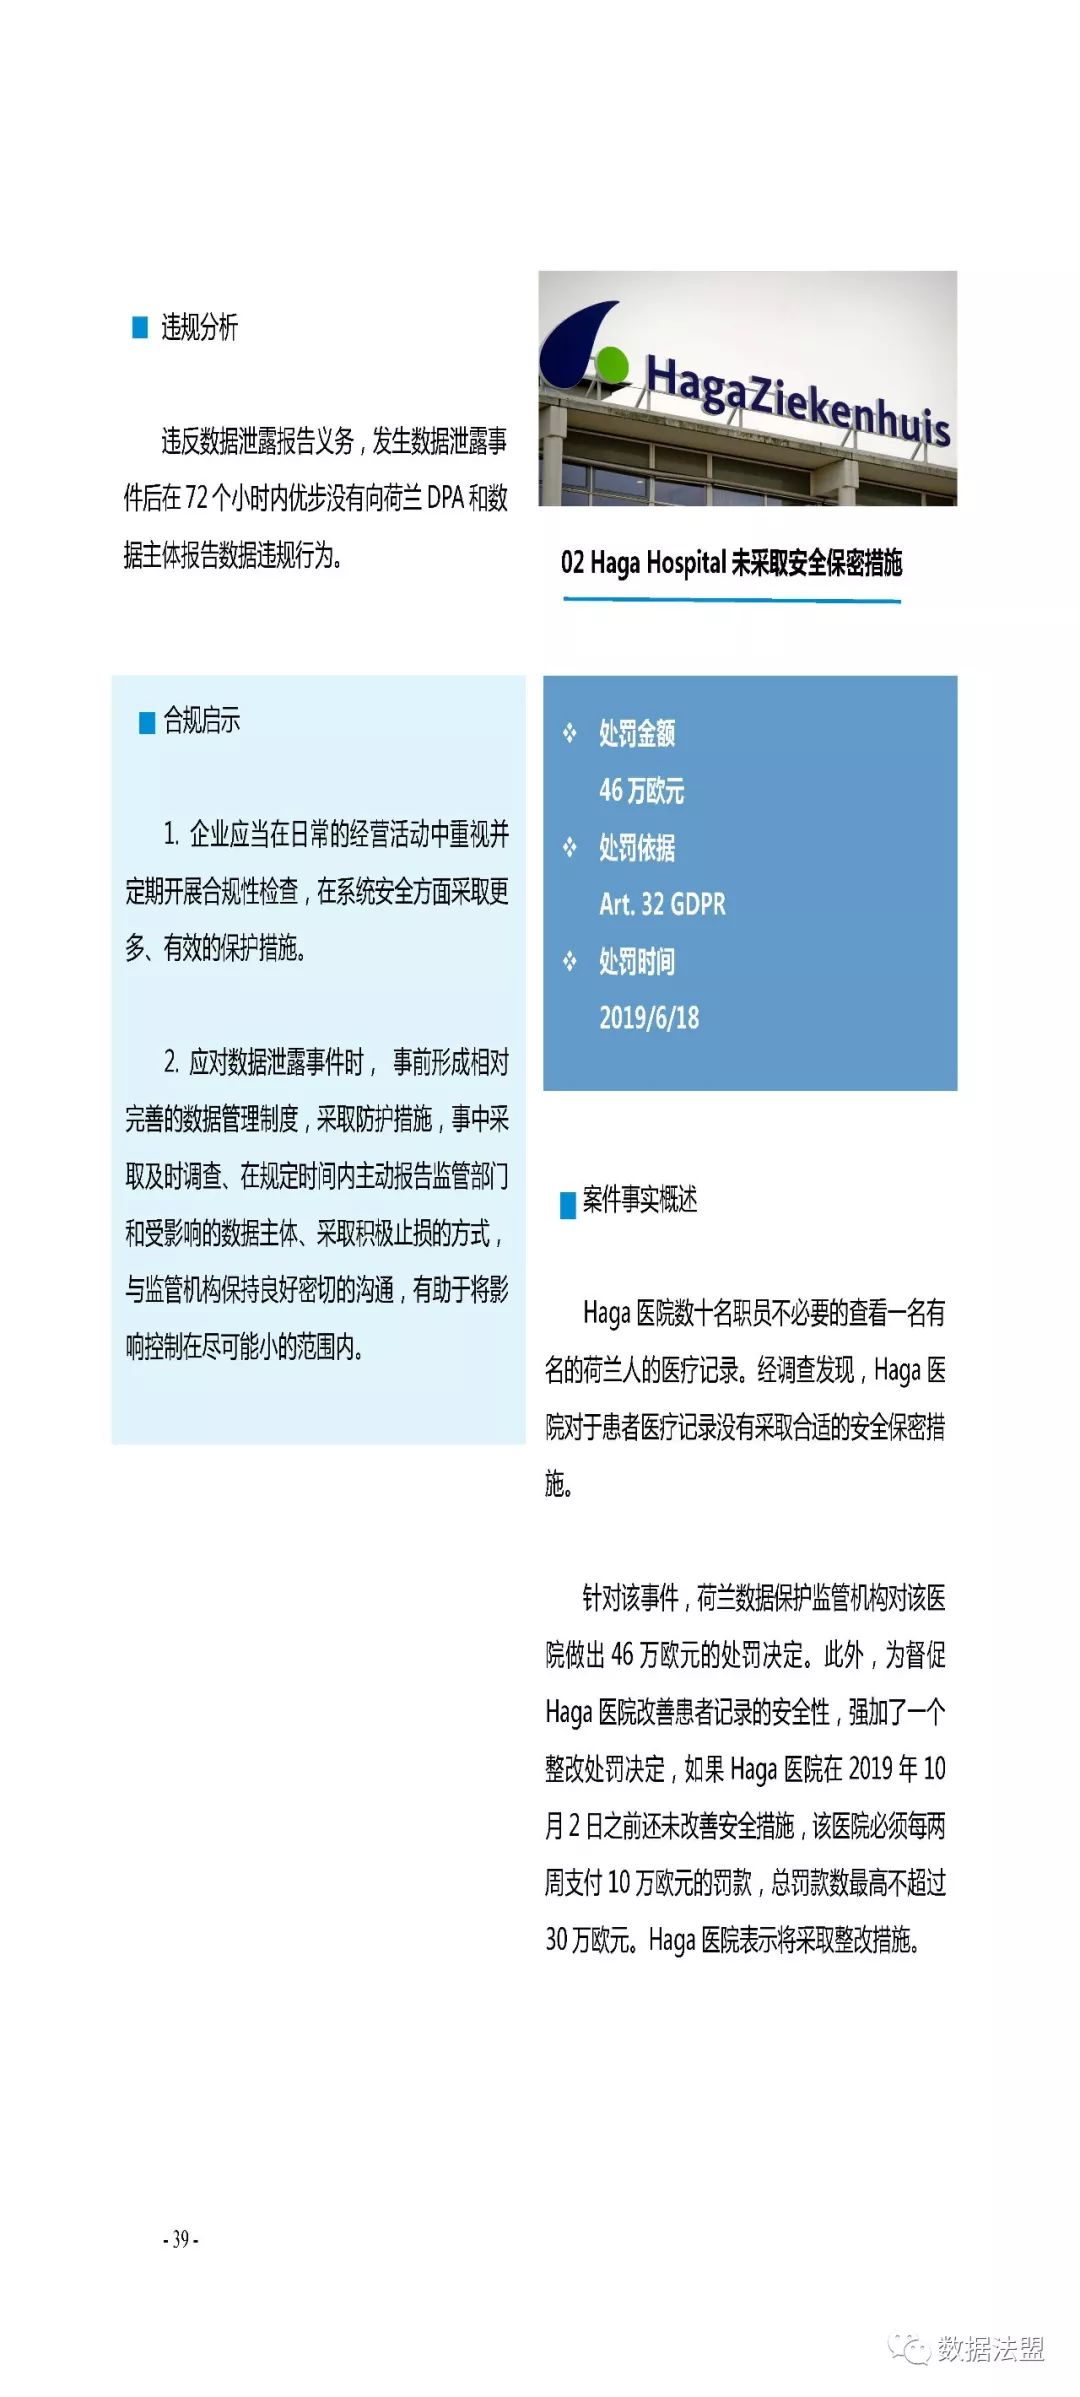 违规分析
违反数据泄露报告义务，发生数据泄露事
件后在 72 个小时内优步没有向荷兰 DPA 和数
据主体报告数据违规行为。
合规启示
1. 企业应当在日常的经营活动中重视并
定期开展合规性检查，在系统安全方面采取更
多、有效的保护措施。
2. 应对数据泄露事件时， 事前形成相对
完善的数据管理制度，采取防护措施，事中采
取及时调查、在规定时间内主动报告监管部门
和受影响的数据主体、采取积极止损的方式，
与监管机构保持良好密切的沟通，有助于将影
响控制在尽可能小的范围内。
HagaZiekenhuis
02 Haga Hospital 未采取安全保密措施
❖ 处罚金额
46 万欧元
❖ 处罚依据
Art. 32 GDPR
❖ 处罚时间
2019/6/18
案件事实概述
Haga 医院数十名职员不必要的查看一名有
名的荷兰人的医疗记录。经调查发现，Haga 医
院对于患者医疗记录没有采取合适的安全保密措
施。
针对该事件，荷兰数据保护监管机构对该医
院做出 46 万欧元的处罚决定。此外，为督促
Haga 医院改善患者记录的安全性，强加了一个
整改处罚决定，如果 Haga 医院在 2019 年 10
月 2 日之前还未改善安全措施，该医院必须每两
周支付 10 万欧元的罚款，总罚款数最高不超过
30 万欧元。Haga 医院表示将采取整改措施。
- 39 -
数据法盟